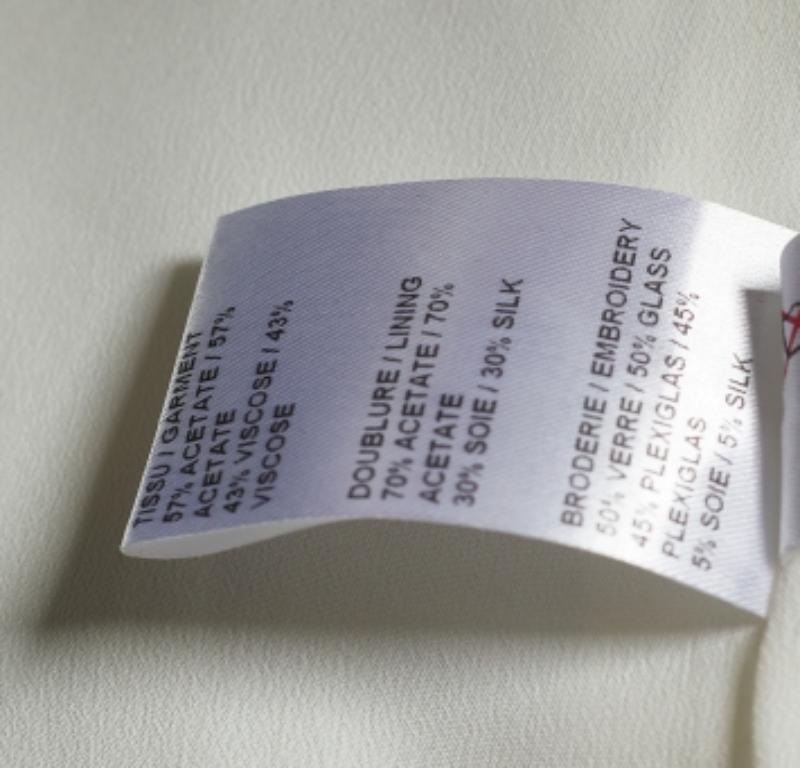 TISSU / GARMENT
57% ACETATE / 57%
ACETATE
43% VISCOSE / 43%
VISCOSE
DOUBLURE / LINING
70% ACETATE / 70%
ACETATE
30% SOIE / 30% SILK
BRODERIE / EMBROIDERY
50% VERRE / 50% GLASS
45% PLEXIGLAS / 45%
PLEXIGLAS
5% SOIE / 5% SILK